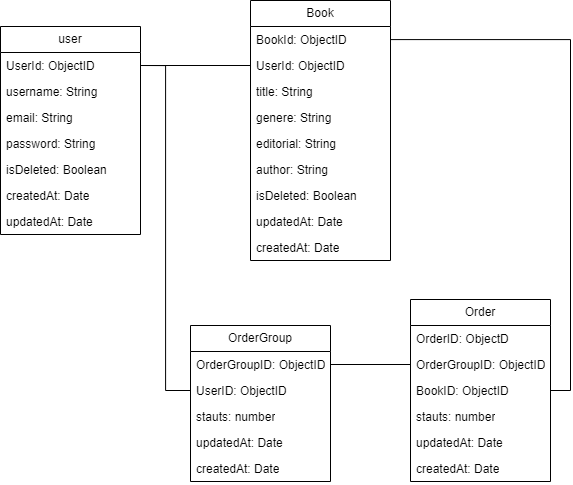 user
UserId: ObjectID
username: String
email: String
password: String
isDeleted: Boolean
createdAt: Date
updatedAt: Date
Book
BookId: ObjectID
UserId: ObjectID
title: String
genere: String
editorial: String
author: String
isDeleted: Boolean
updatedAt: Date
createdAt: Date
OrderGroup
OrderGroupID: ObjectID
UserID: ObjectID
stauts: number
updatedAt: Date
createdAt: Date
Order
OrderID: ObjectD
OrderGroupID: ObjectID
BookID: ObjectID
stauts: number
updatedAt: Date
createdAt: Date